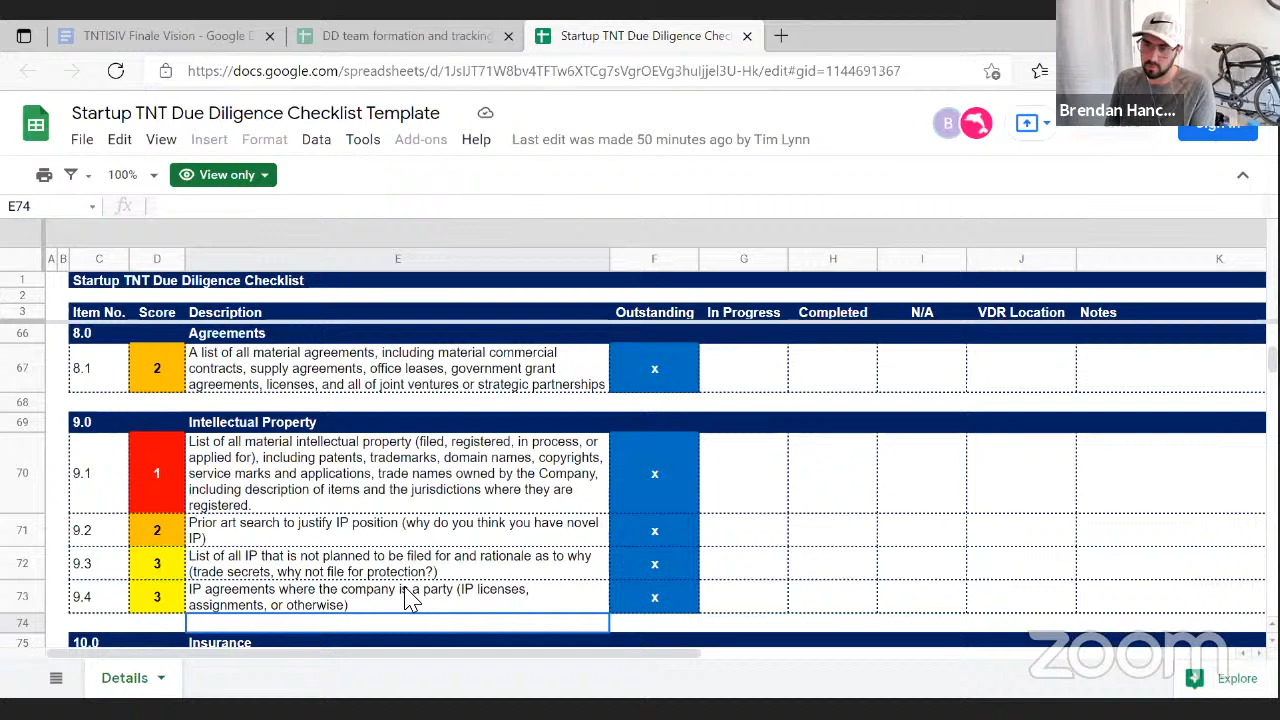 TNTISIV Finale Vision - Google
DD team formation and tracking
Startup TNT Due Diligence Chec
https://docs.google.com/spreadsheets/d/1JsIJT71W8bv4TFTw6XTCg7sVgrOEVg3huljjel3U-Hk/edit#gid=1144691367
Brendan Hanc...
Startup TNT Due Diligence Checklist Template
B
File Edit View Insert Format Data Tools Add-ons Help Last edit was made 50 minutes ago by Tim Lynn
100% View only
E74 fx
A B C D E F G H I J K
1 Startup TNT Due Diligence Checklist
2
3 Item No. Score Description Outstanding In Progress Completed N/A VDR Location Notes
66 8.0 Agreements
67 8.1 2 A list of all material agreements, including material commercial
contracts, supply agreements, office leases, government grant
agreements, licenses, and all of joint ventures or strategic partnerships x
68
69 9.0 Intellectual Property
70 9.1 1 List of all material intellectual property (filed, registered, in process, or
applied for), including patents, trademarks, domain names, copyrights,
service marks and applications, trade names owned by the Company,
including description of items and the jurisdictions where they are
registered. x
71 9.2 2 Prior art search to justify IP position (why do you think you have novel
IP) x
72 9.3 3 List of all IP that is not planned to be filed for and rationale as to why
(trade secrets, why not file for protection?) x
73 9.4 3 IP agreements where the company is a party (IP licenses,
assignments, or otherwise) x
74
75 10.0 Insurance
zoom
Details
Explore